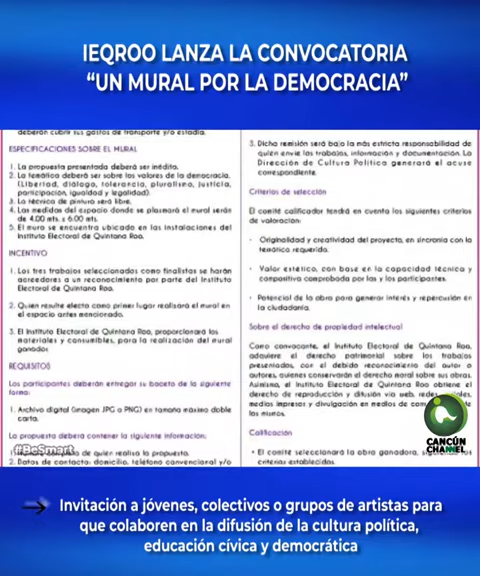 IEQROO LANZA LA CONVOCATORIA
“UN MURAL POR LA DEMOCRACIA”
deberán cubrir sus gastos de transporte y/o estadía.
ESPECIFICACIONES SOBRE EL MURAL
1. La propuesta presentada deberá ser inédita.
2. La temática deberá ser sobre los valores de la democracia.
(Libertad, diálogo, tolerancia, pluralismo, justicia,
participación, igualdad y legalidad).
3. La técnica de pintura será libre.
4. Las medidas del espacio donde se plasmará el mural serán
de 4.00 mts. x 6.00 mts.
5. El muro se encuentra ubicado en las instalaciones del
Instituto Electoral de Quintana Roo.
INCENTIVO
1. Los tres trabajos seleccionados como finalistas se harán
acreedores a un reconocimiento por parte del Instituto
Electoral de Quintana Roo.
2. Quien resulte electo como primer lugar realizará el mural en
el espacio antes mencionado.
3. El Instituto Electoral de Quintana Roo, proporcionará los
materiales y consumibles, para la realización del mural
ganador.
REQUISITOS
Los participantes deberán entregar su boceto de la siguiente
forma:
1. Archivo digital (imagen JPG o PNG) en tamaño máximo doble
carta.
La propuesta deberá contener la siguiente información:
1. Nombre completo de quien realiza la propuesta.
#BeSmart
2. Datos de contacto: domicilio, teléfono convencional y/o
3. Dicha remisión será bajo la más estricta responsabilidad de
quién envíe los trabajos, información y documentación. La
Dirección de Cultura Política generará el acuse
correspondiente.
Criterios de selección
El comité calificador tendrá en cuenta los siguientes criterios
de valoración:
· Originalidad y creatividad del proyecto, en sincronía con la
temática requerida.
· Valor estético, con base en la capacidad técnica y
compositiva comprobada por las y los participantes.
· Potencial de la obra para generar interés y repercusión en
la ciudadanía.
Sobre el derecho de propiedad intelectual
Como convocante, el Instituto Electoral de Quintana Roo,
adquiere el derecho patrimonial sobre los trabajos
presentados, con el debido reconocimiento del autor o
autores, quienes conservarán el derecho moral sobre sus obras.
Asimismo, el Instituto Electoral de Quintana Roo obtiene el
derecho de reproducción y difusión vía web, redes sociales,
medios impresos y divulgación en medios de
los mismos.
Calificación
• El comité seleccionará la obra ganadora,
criterios establecidos.
CANCÚN
CHANNEL
Invitación a jóvenes, colectivos o grupos de artistas para
que colaboren en la difusión de la cultura política,
educación cívica y democrática